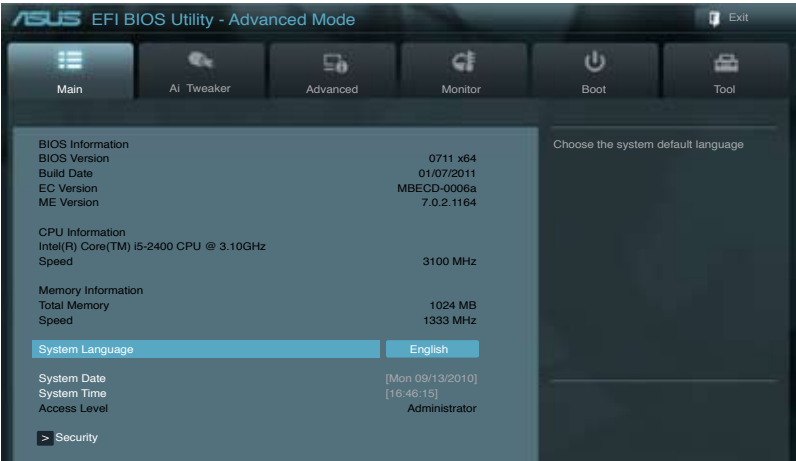 ASUS EFI BIOS Utility - Advanced Mode
Exit
Main
Ai Tweaker
Advanced
Monitor
Boot
Tool
BIOS Information
BIOS Version 0711 x64
Build Date 01/07/2011
EC Version MBECD-0006a
ME Version 7.0.2.1164
CPU Information
Intel(R) Core(TM) i5-2400 CPU @ 3.10GHz
Speed 3100 MHz
Memory Information
Total Memory 1024 MB
Speed 1333 MHz
System Language English
System Date [Mon 09/13/2010]
System Time [16:46:15]
Access Level Administrator
> Security
Choose the system default language